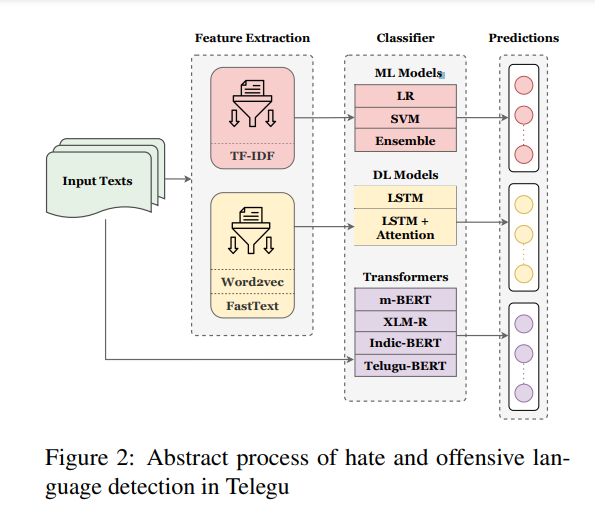 Feature Extraction
Classifier
Predictions
Input Texts
TF-IDF
Word2vec
FastText
ML Models
LR
SVM
Ensemble
DL Models
LSTM
LSTM +
Attention
Transformers
m-BERT
XLM-R
Indic-BERT
Telugu-BERT
Figure 2: Abstract process of hate and offensive lan-
guage detection in Telegu